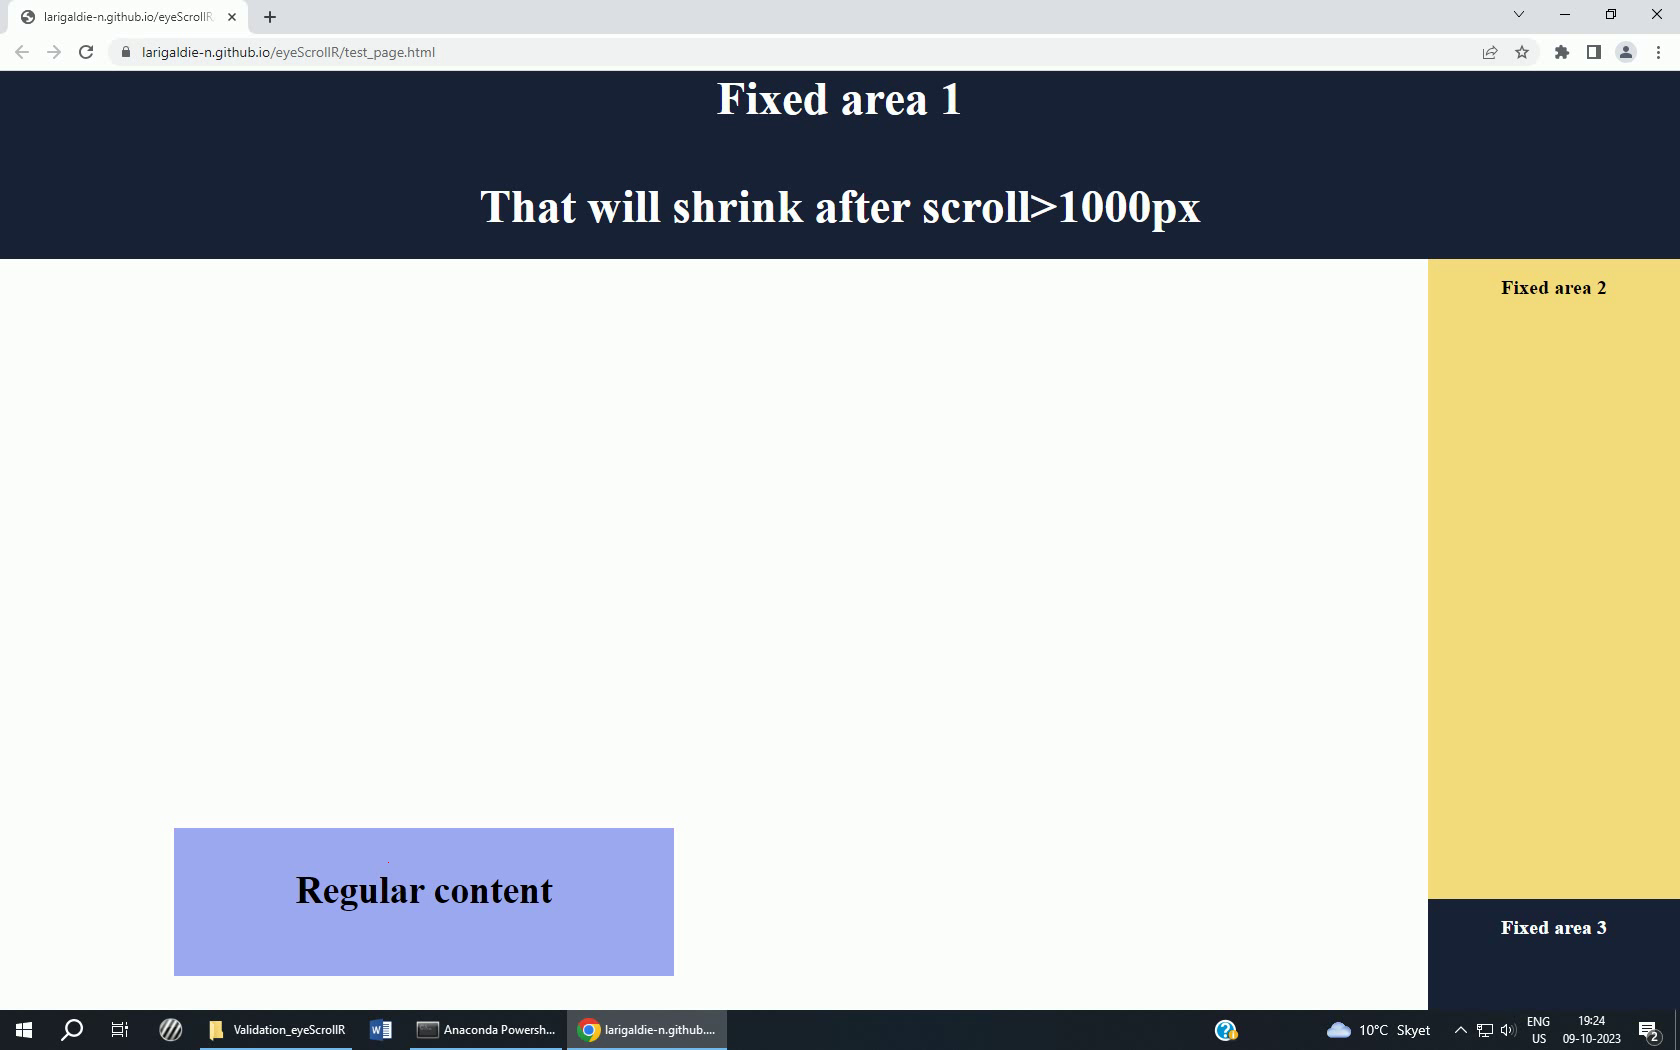 larigaldie-n.github.io/eyeScrollR
larigaldie-n.github.io/eyeScrollR/test_page.html
Fixed area 1
That will shrink after scroll>1000px
Fixed area 2
Regular content
Fixed area 3
Validation_eyeScrollR
Anaconda Powersh...
larigaldie-n.github....
10°C Skyet
ENG
US
19:24
09-10-2023
2